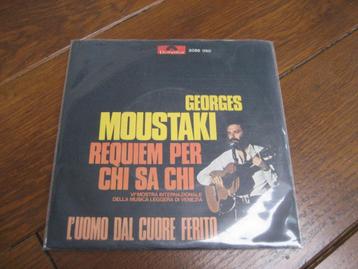 Polydor
GEORGES
MOUSTAKI
REQUIEM PER
CHI SA CHI
VIª MOSTRA INTERNAZIONALE
DELLA MUSICA LEGGERA DI VENEZIA
L'UOMO DAL CUORE FERITO